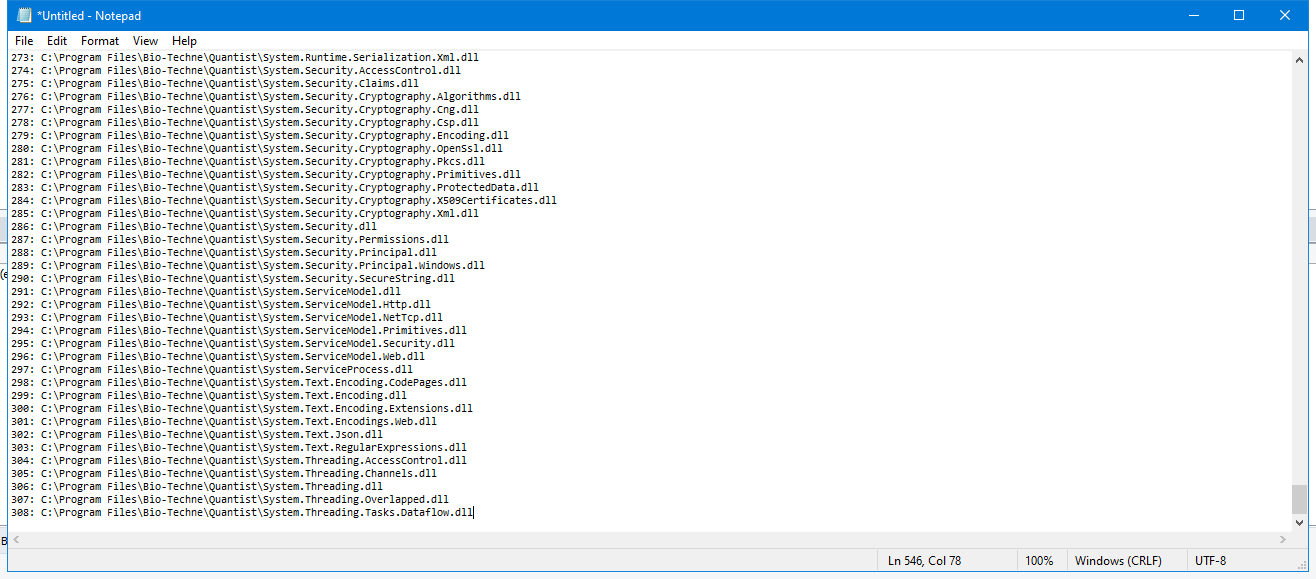 *Untitled - Notepad
File Edit Format View Help
273: C:\Program Files\Bio-Techne\Quantist\System.Runtime.Serialization.Xml.dll
274: C:\Program Files\Bio-Techne\Quantist\System.Security.AccessControl.dll
275: C:\Program Files\Bio-Techne\Quantist\System.Security.Claims.dll
276: C:\Program Files\Bio-Techne\Quantist\System.Security.Cryptography.Algorithms.dll
277: C:\Program Files\Bio-Techne\Quantist\System.Security.Cryptography.Cng.dll
278: C:\Program Files\Bio-Techne\Quantist\System.Security.Cryptography.Csp.dll
279: C:\Program Files\Bio-Techne\Quantist\System.Security.Cryptography.Encoding.dll
280: C:\Program Files\Bio-Techne\Quantist\System.Security.Cryptography.OpenSsl.dll
281: C:\Program Files\Bio-Techne\Quantist\System.Security.Cryptography.Pkcs.dll
282: C:\Program Files\Bio-Techne\Quantist\System.Security.Cryptography.Primitives.dll
283: C:\Program Files\Bio-Techne\Quantist\System.Security.Cryptography.ProtectedData.dll
284: C:\Program Files\Bio-Techne\Quantist\System.Security.Cryptography.X509Certificates.dll
285: C:\Program Files\Bio-Techne\Quantist\System.Security.Cryptography.Xml.dll
286: C:\Program Files\Bio-Techne\Quantist\System.Security.dll
287: C:\Program Files\Bio-Techne\Quantist\System.Security.Permissions.dll
288: C:\Program Files\Bio-Techne\Quantist\System.Security.Principal.dll
289: C:\Program Files\Bio-Techne\Quantist\System.Security.Principal.Windows.dll
290: C:\Program Files\Bio-Techne\Quantist\System.Security.SecureString.dll
291: C:\Program Files\Bio-Techne\Quantist\System.ServiceModel.dll
292: C:\Program Files\Bio-Techne\Quantist\System.ServiceModel.Http.dll
293: C:\Program Files\Bio-Techne\Quantist\System.ServiceModel.NetTcp.dll
294: C:\Program Files\Bio-Techne\Quantist\System.ServiceModel.Primitives.dll
295: C:\Program Files\Bio-Techne\Quantist\System.ServiceModel.Security.dll
296: C:\Program Files\Bio-Techne\Quantist\System.ServiceModel.Web.dll
297: C:\Program Files\Bio-Techne\Quantist\System.ServiceProcess.dll
298: C:\Program Files\Bio-Techne\Quantist\System.Text.Encoding.CodePages.dll
299: C:\Program Files\Bio-Techne\Quantist\System.Text.Encoding.dll
300: C:\Program Files\Bio-Techne\Quantist\System.Text.Encoding.Extensions.dll
301: C:\Program Files\Bio-Techne\Quantist\System.Text.Encodings.Web.dll
302: C:\Program Files\Bio-Techne\Quantist\System.Text.Json.dll
303: C:\Program Files\Bio-Techne\Quantist\System.Text.RegularExpressions.dll
304: C:\Program Files\Bio-Techne\Quantist\System.Threading.AccessControl.dll
305: C:\Program Files\Bio-Techne\Quantist\System.Threading.Channels.dll
306: C:\Program Files\Bio-Techne\Quantist\System.Threading.dll
307: C:\Program Files\Bio-Techne\Quantist\System.Threading.Overlapped.dll
308: C:\Program Files\Bio-Techne\Quantist\System.Threading.Tasks.Dataflow.dll
Ln 546, Col 78 100% Windows (CRLF) UTF-8